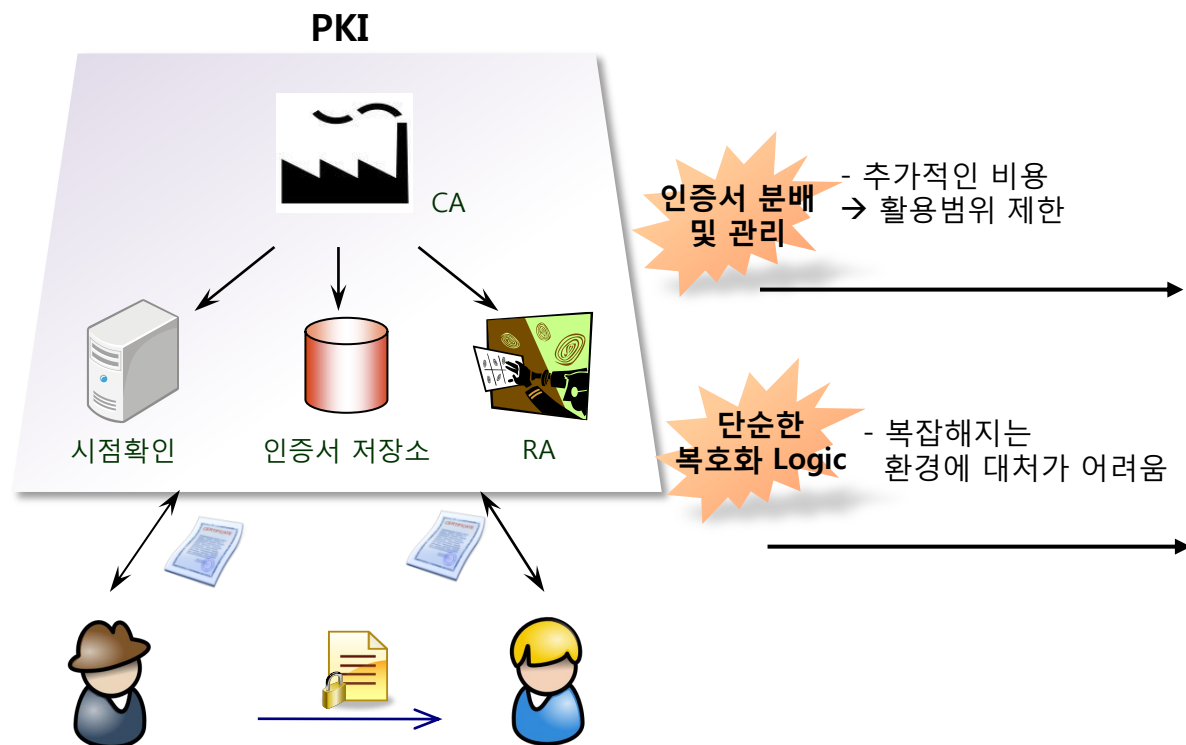 PKI
CA
시점확인
인증서 저장소
RA
인증서 분배
및 관리
- 추가적인 비용
→ 활용범위 제한
단순한
복호화 Logic
- 복잡해지는
환경에 대처가 어려움
CERTIFICATE
CERTIFICATE